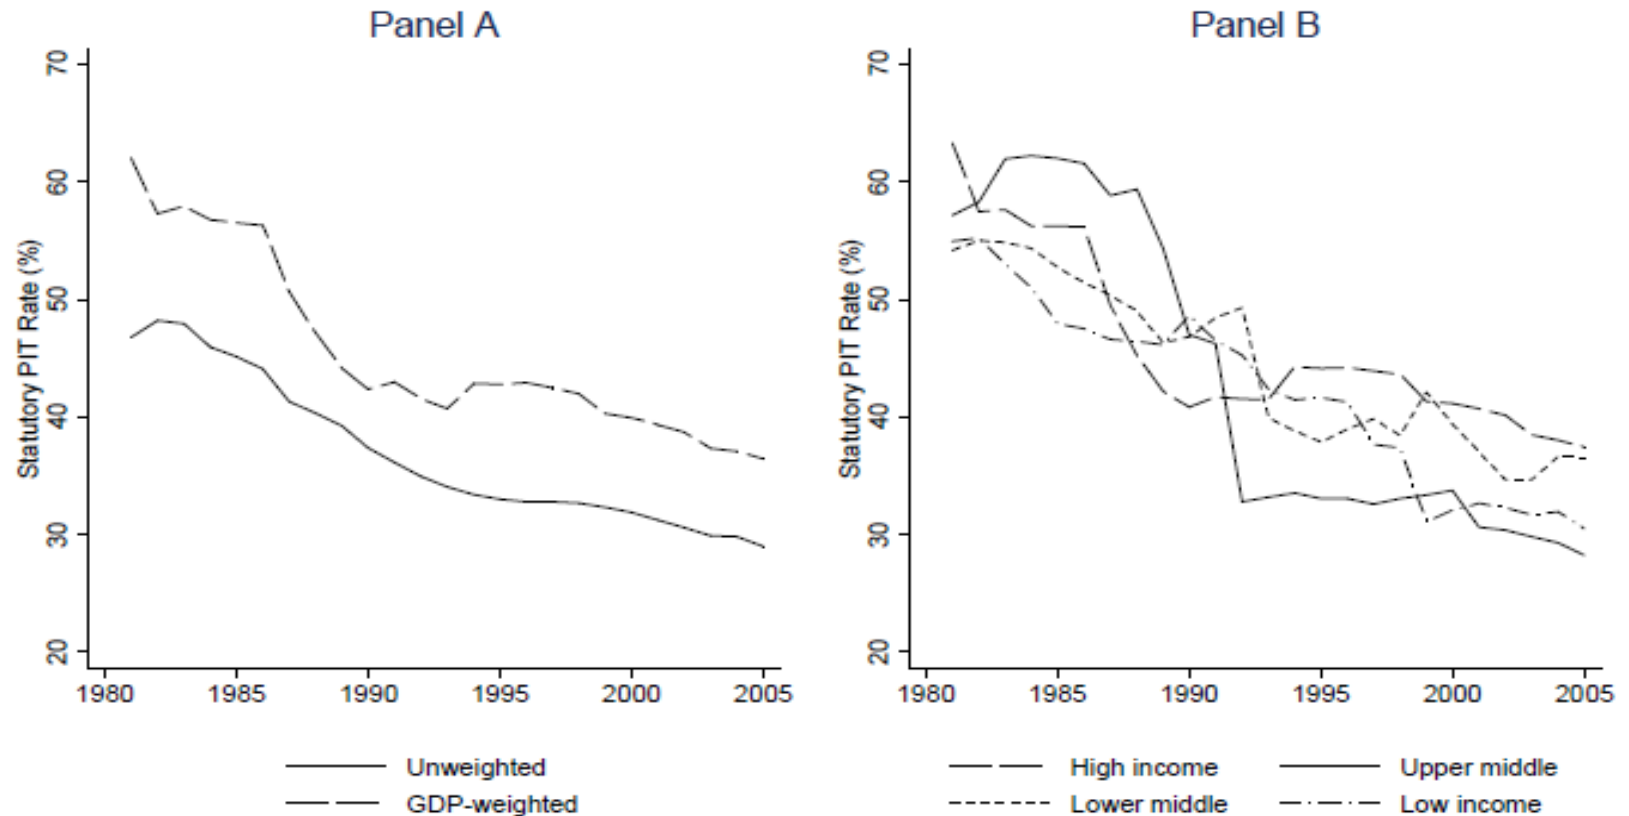 Panel A
Statutory PIT Rate (%)
70
60
50
40
30
20
1980 1985 1990 1995 2000 2005
Unweighted
GDP-weighted
Panel B
Statutory PIT Rate (%)
70
60
50
40
30
20
1980 1985 1990 1995 2000 2005
High income Upper middle
Lower middle Low income